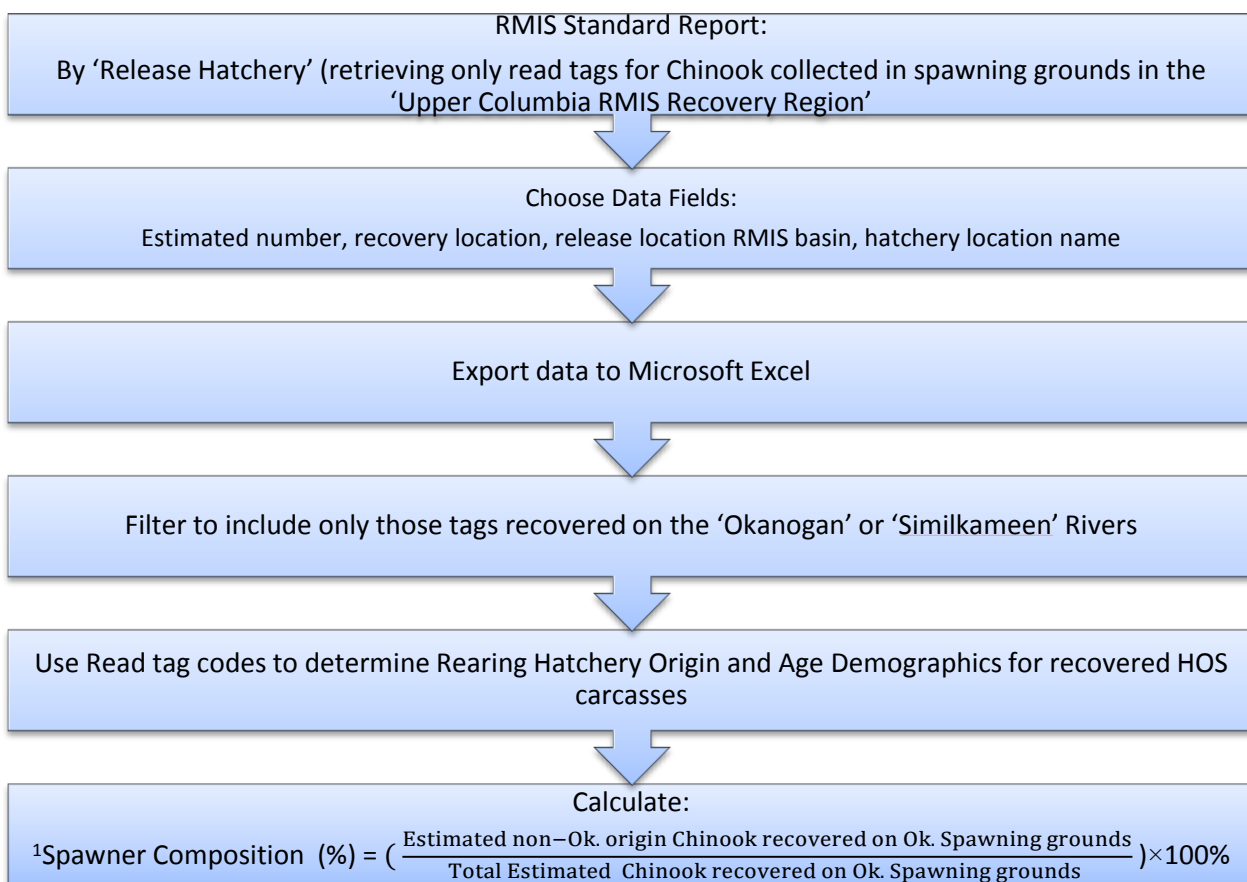 RMIS Standard Report:
By ‘Release Hatchery’ (retrieving only read tags for Chinook collected in spawning grounds in the
‘Upper Columbia RMIS Recovery Region’
Choose Data Fields:
Estimated number, recovery location, release location RMIS basin, hatchery location name
Export data to Microsoft Excel
Filter to include only those tags recovered on the ‘Okanogan’ or ‘Similkameen’ Rivers
Use Read tag codes to determine Rearing Hatchery Origin and Age Demographics for recovered HOS
carcasses
Calculate:
¹Spawner Composition (%) = ( Estimated non−Ok. origin Chinook recovered on Ok. Spawning grounds / Total Estimated Chinook recovered on Ok. Spawning grounds )×100%